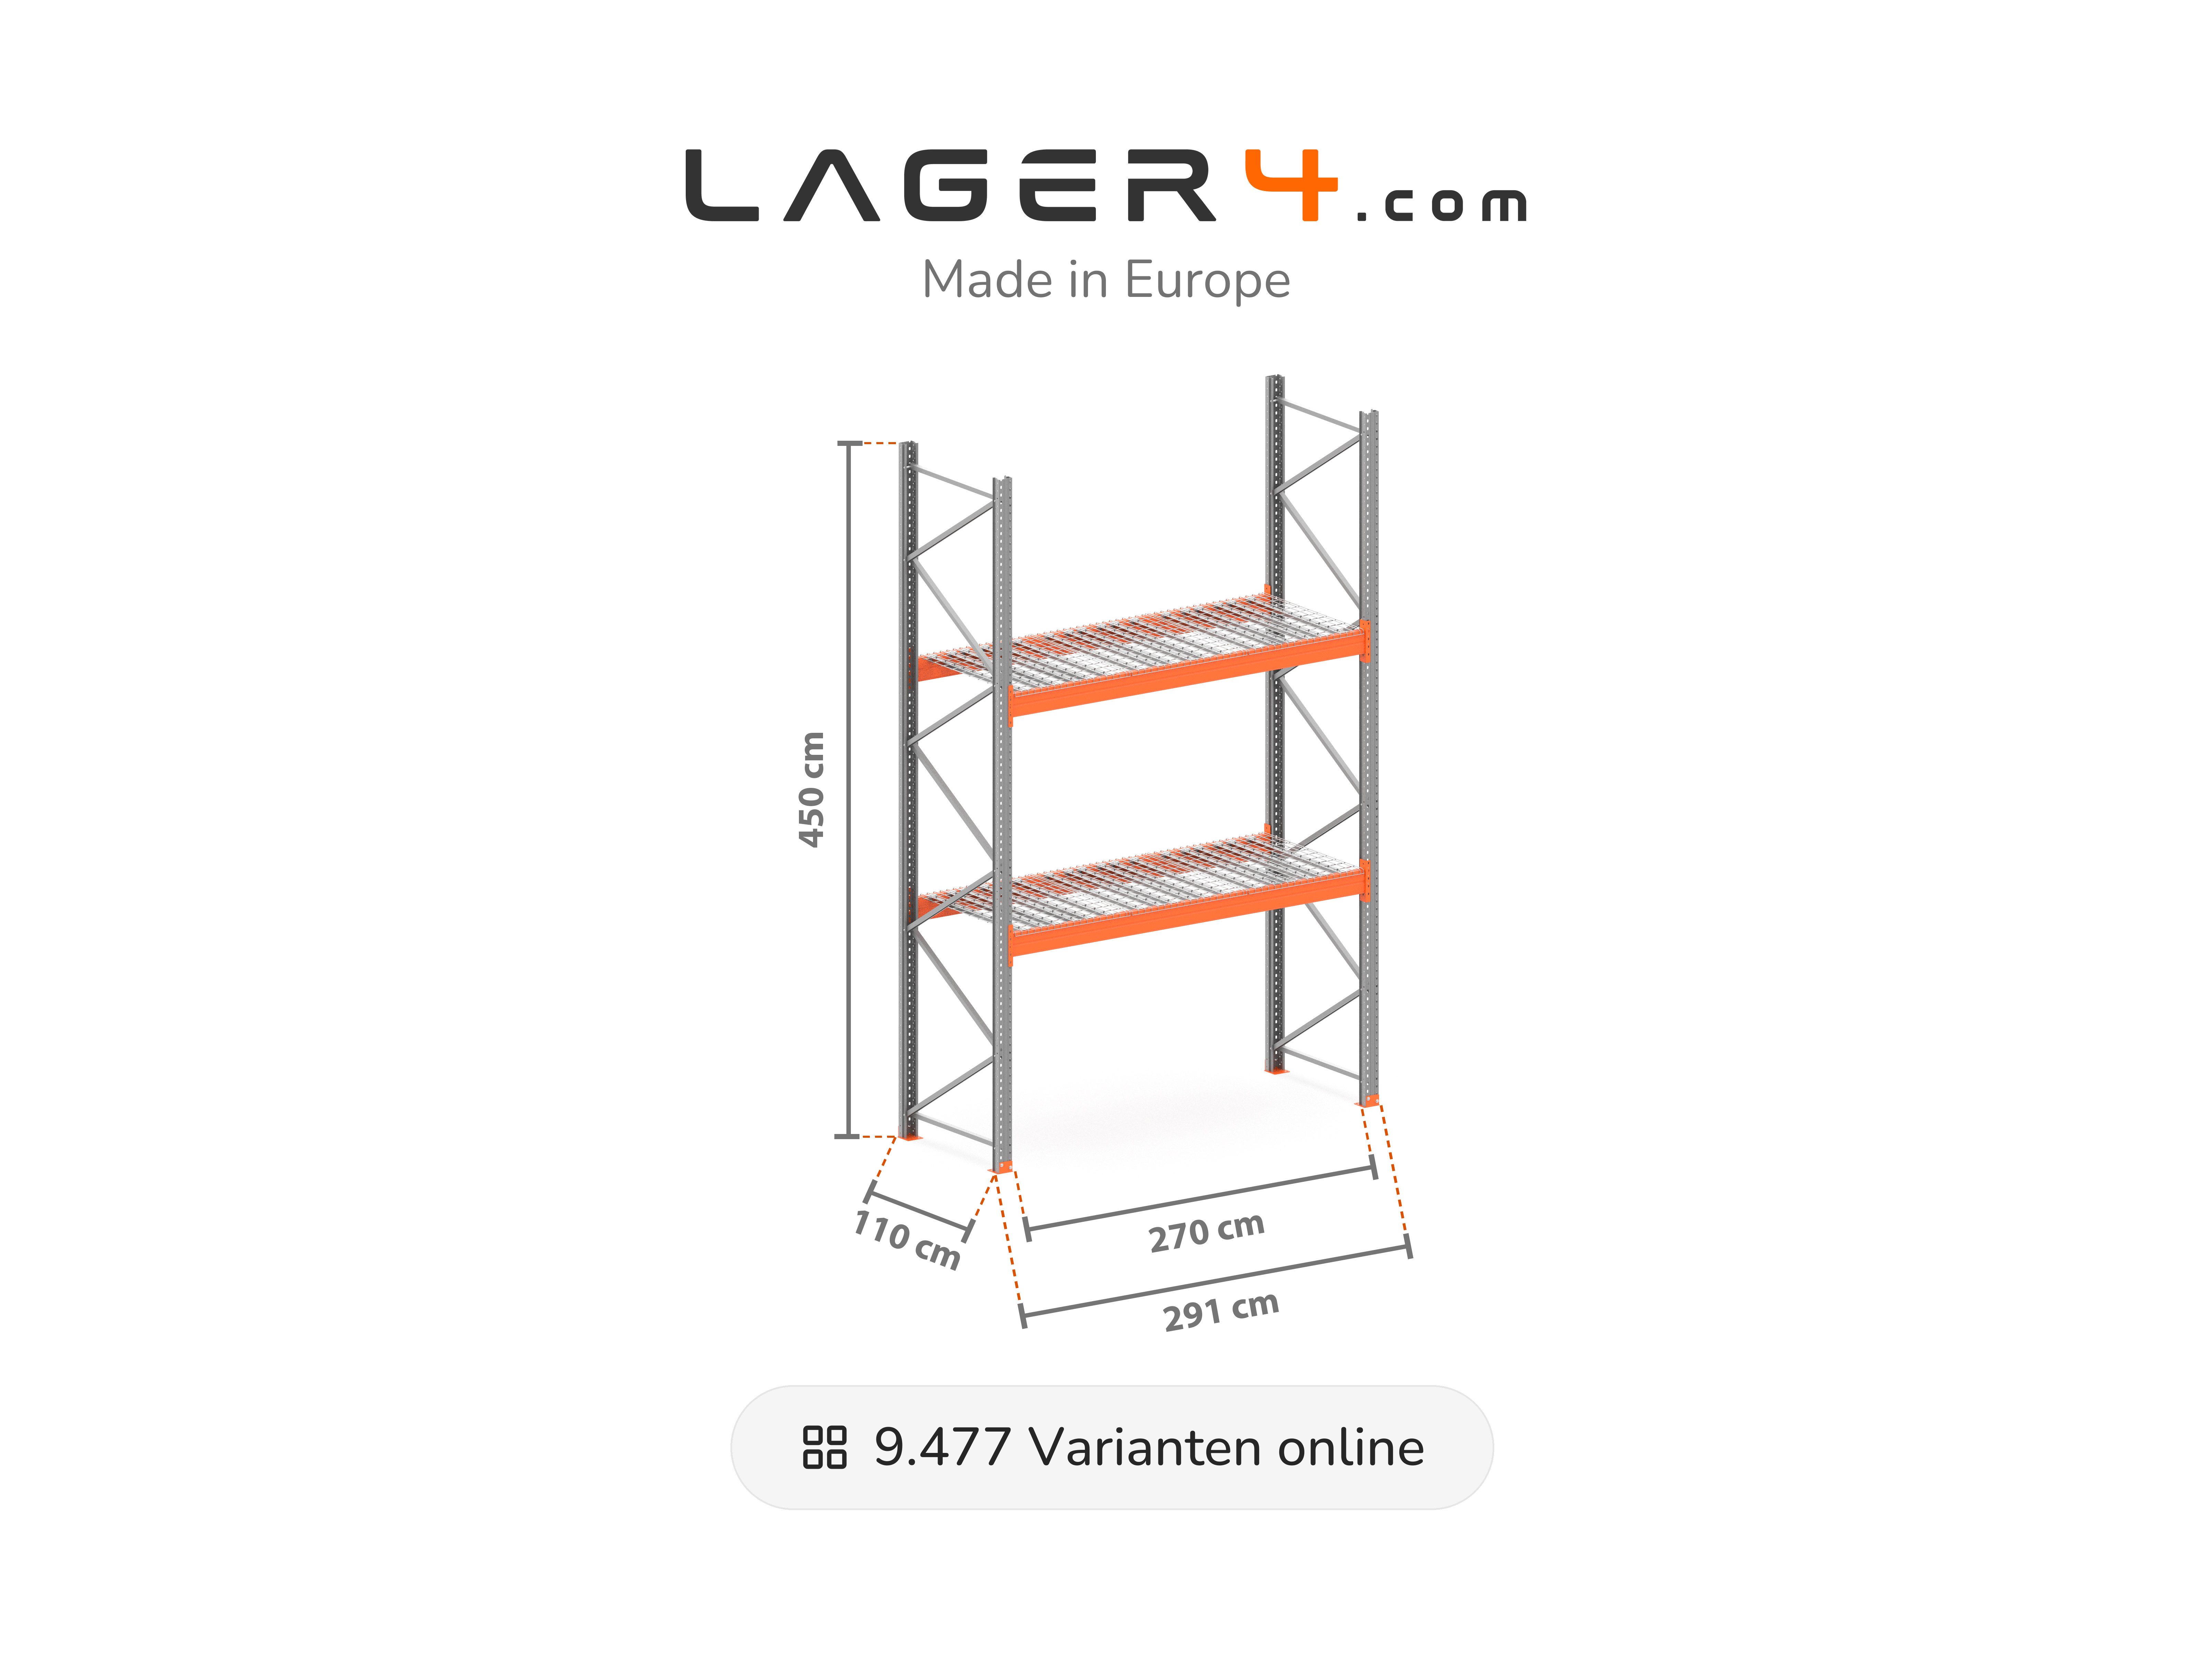 LAGER4.com
Made in Europe
450 cm
110 cm
270 cm
291 cm
9.477 Varianten online